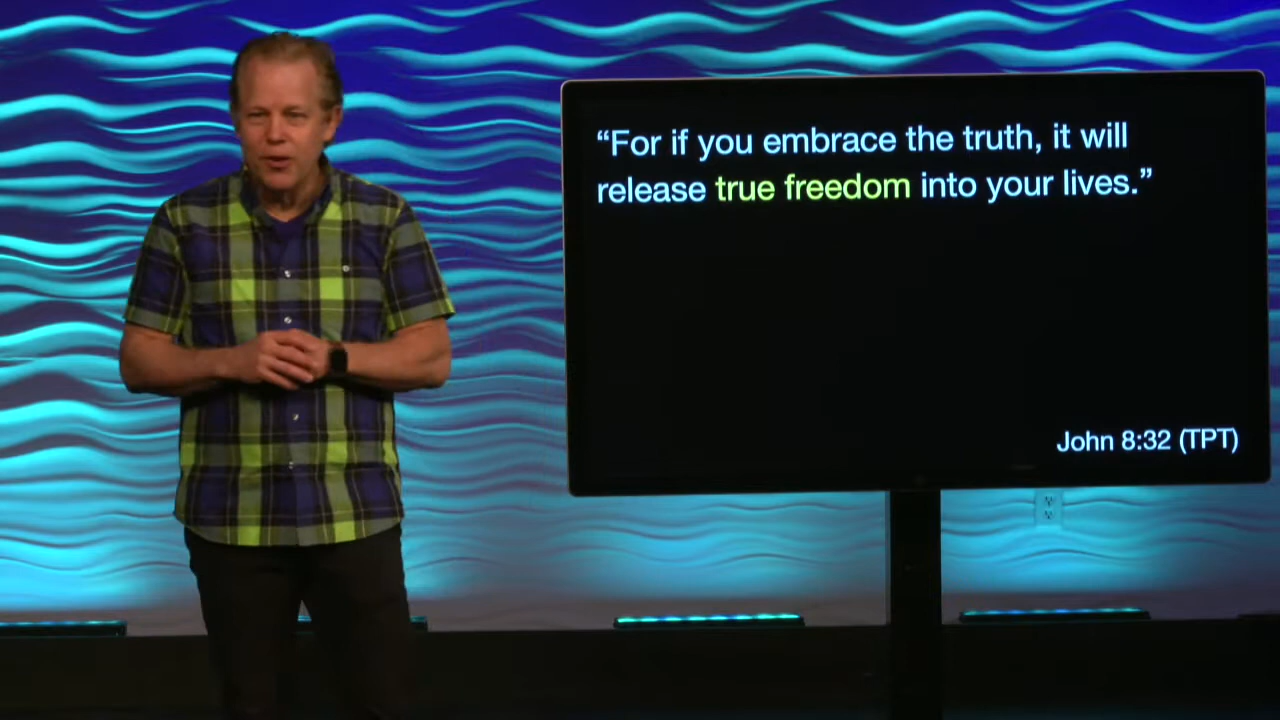 “For if you embrace the truth, it will
release true freedom into your lives.”
John 8:32 (TPT)